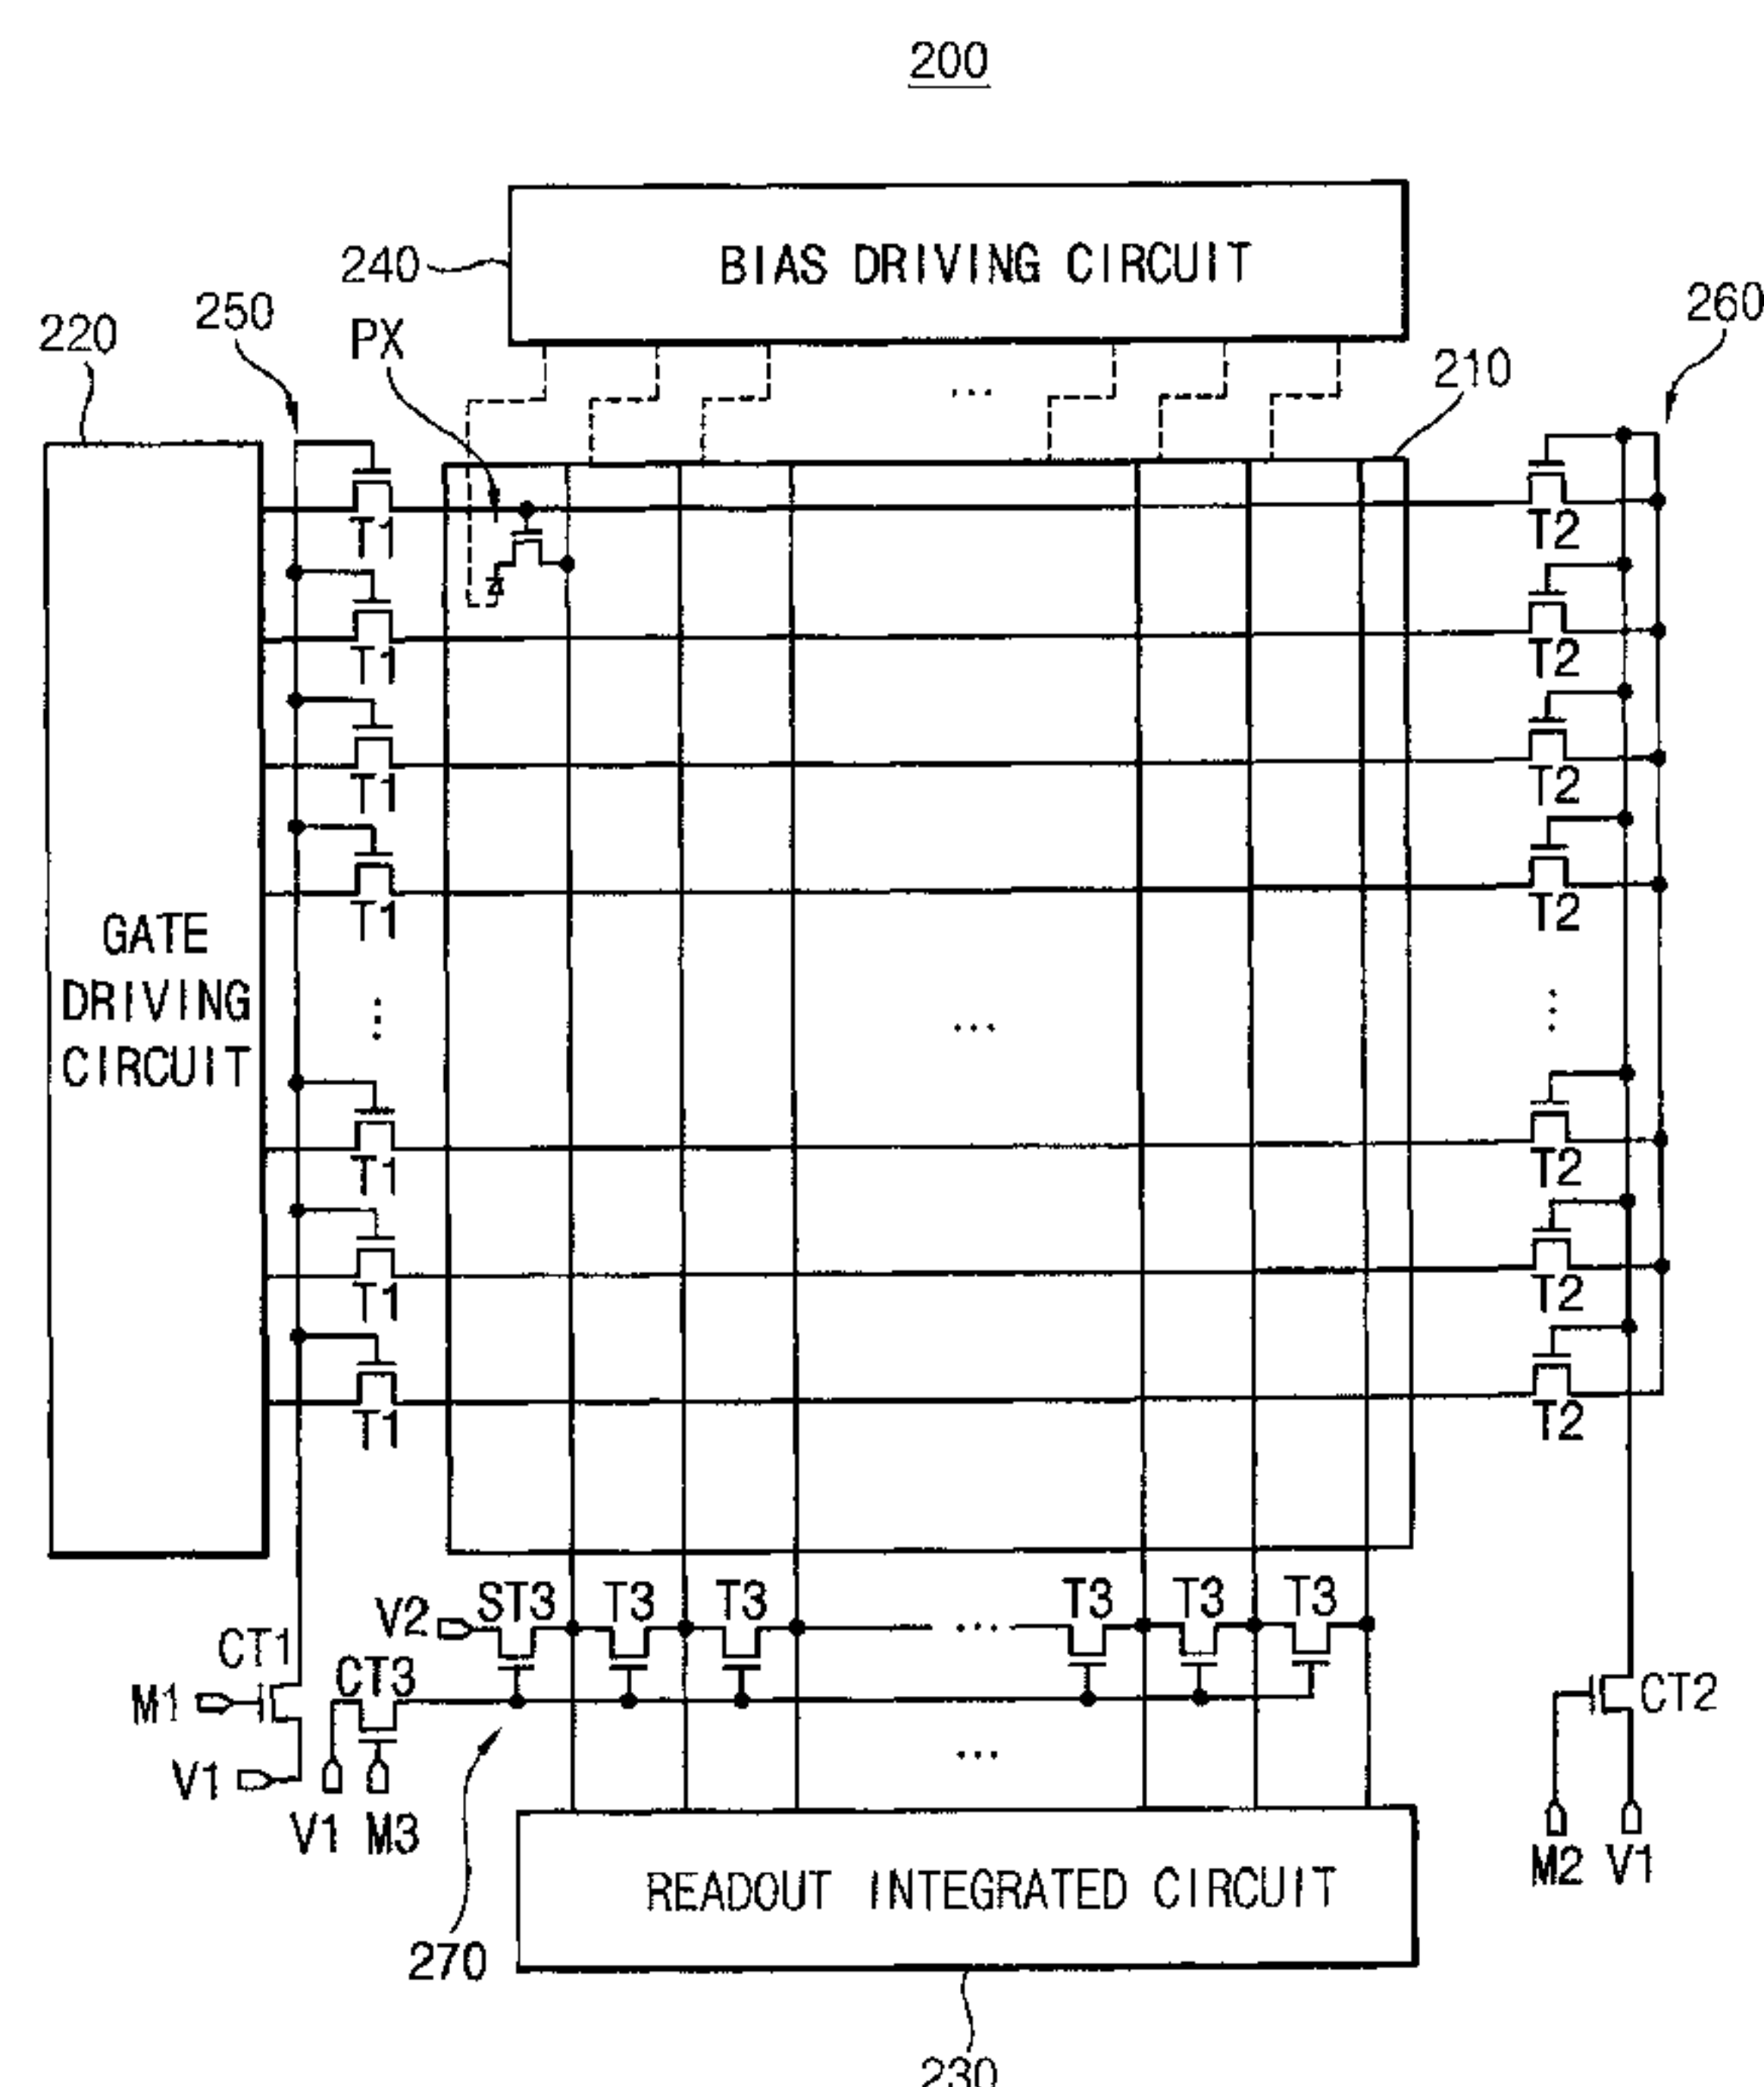 200
240
BIAS DRIVING CIRCUIT
250
260
220
PX
210
T1
T2
T1
T2
T1
T2
T1
T2
GATE
DRIVING
CIRCUIT
...
...
...
...
T1
T2
T1
T2
T1
T2
V2
ST3
T3
T3
...
T3
T3
T3
CT1
CT3
M1
CT2
V1
...
V1
M3
M2
V1
READOUT INTEGRATED CIRCUIT
270
230